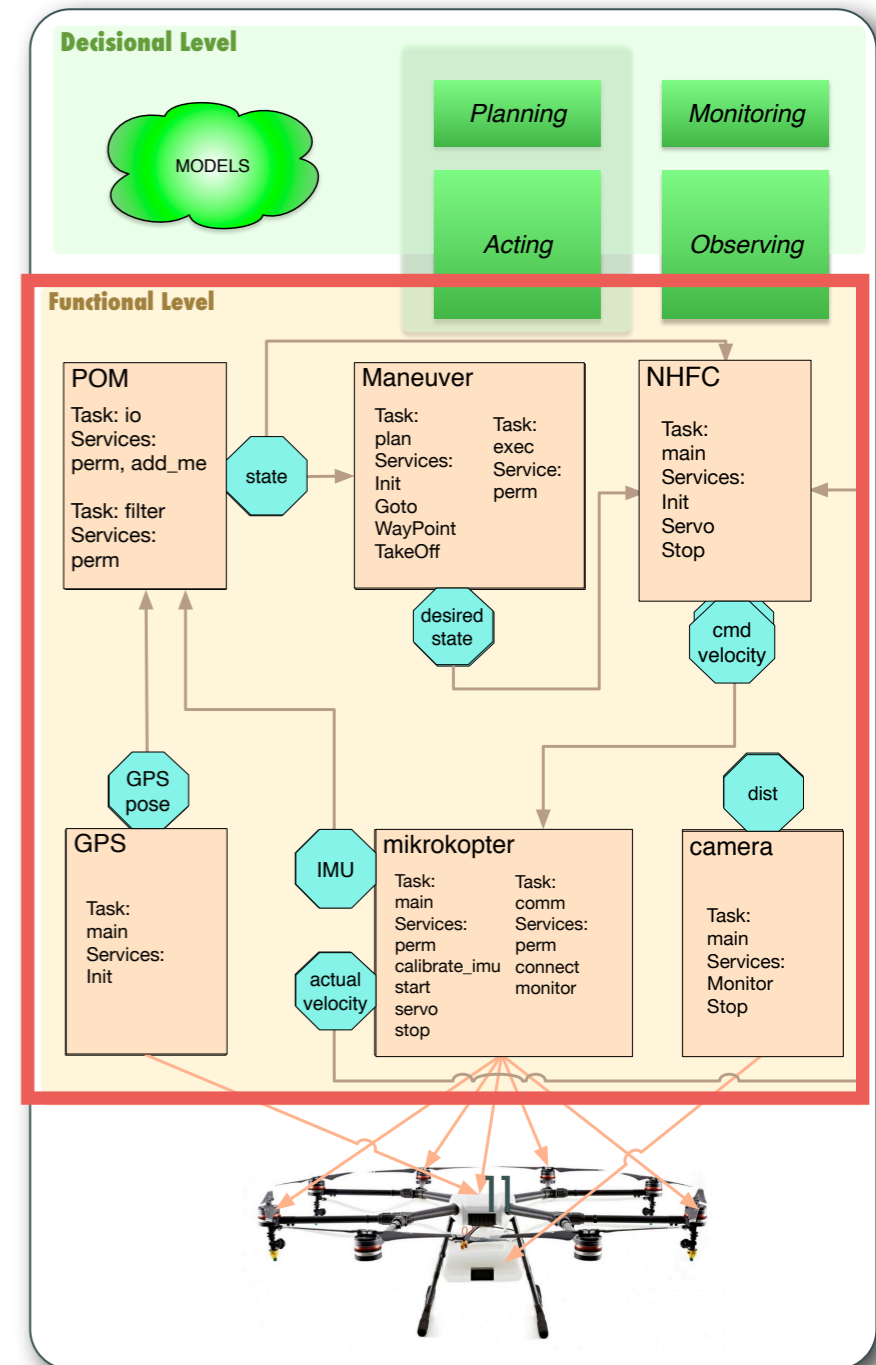 Decisional Level
MODELS
Planning
Monitoring
Acting
Observing
Functional Level
POM
Task: io
Services:
perm, add_me
Task: filter
Services:
perm
state
Maneuver
Task:
plan
Services:
Init
Goto
WayPoint
TakeOff
Task:
exec
Service:
perm
NHFC
Task:
main
Services:
Init
Servo
Stop
desired
state
cmd
velocity
GPS
pose
dist
GPS
Task:
main
Services:
Init
IMU
actual
velocity
mikrokopter
Task:
main
Services:
perm
calibrate_imu
start
servo
stop
Task:
comm
Services:
perm
connect
monitor
camera
Task:
main
Services:
Monitor
Stop
11